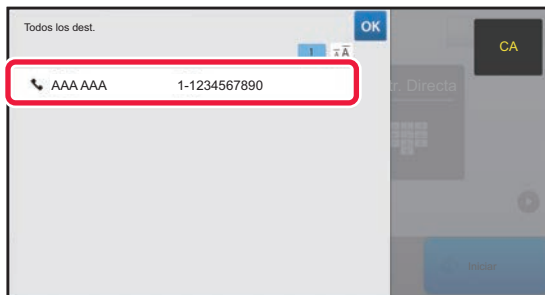 Todos los dest.
OK
CA
1
AAA AAA 1-1234567890
tr. Directa
Iniciar